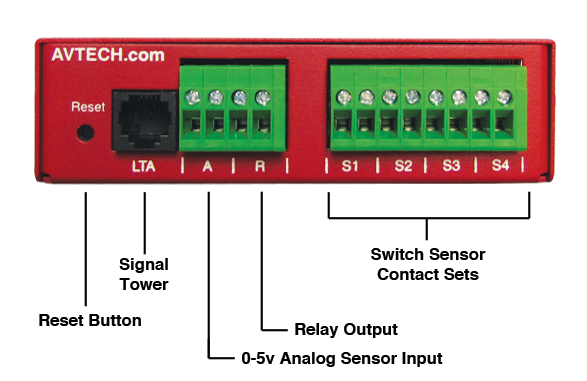 AVTECH.com
Reset
LTA | A | R | | S1 | S2 | S3 | S4 |
Signal
Tower
Switch Sensor
Contact Sets
Reset Button
Relay Output
0-5v Analog Sensor Input